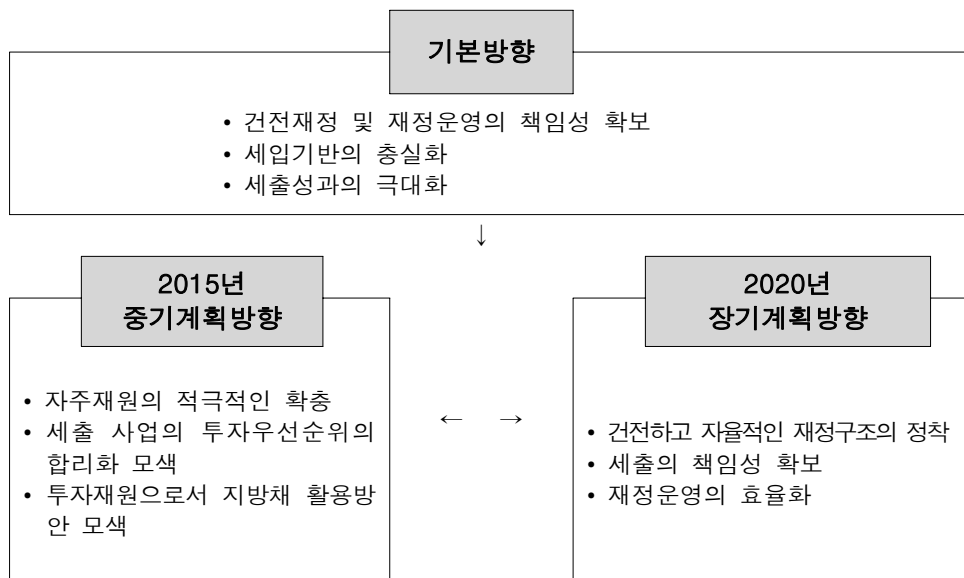 기본방향
• 건전재정 및 재정운영의 책임성 확보
• 세입기반의 충실화
• 세출성과의 극대화
↓
2015년
중기계획방향
• 자주재원의 적극적인 확충
• 세출 사업의 투자우선순위의
합리화 모색
• 투자재원으로서 지방채 활용방
안 모색
← →
2020년
장기계획방향
• 건전하고 자율적인 재정구조의 정착
• 세출의 책임성 확보
• 재정운영의 효율화